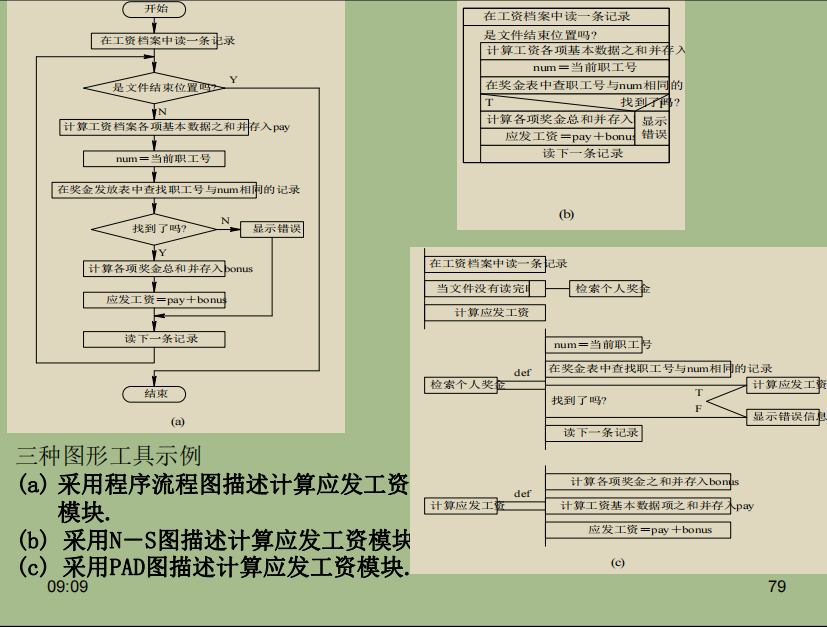 开始
在工资档案中读一条记录
是文件结束位置吗?
Y
N
计算工资档案各项基本数据之和并存入pay
num=当前职工号
在奖金发放表中查找职工号与num相同的记录
找到了吗?
N
显示错误
Y
计算各项奖金总和并存入bonus
应发工资=pay+bonus
读下一条记录
结束
(a)
在工资档案中读一条记录
是文件结束位置吗?
计算工资各项基本数据之和并存入
num=当前职工号
在奖金表中查职工号与num相同的
T
找到了吗?
F
计算各项奖金总和并存入
显示
错误
应发工资=pay+bonus
读下一条记录
(b)
在工资档案中读一条记录
当文件没有读完时
检索个人奖金
计算应发工资
num=当前职工号
检索个人奖金
def
在奖金表中查找职工号与num相同的记录
找到了吗?
T
F
计算应发工资
显示错误信息
读下一条记录
计算应发工资
def
计算各项奖金之和并存入bonus
计算工资基本数据项之和并存入pay
应发工资=pay+bonus
(c)
三种图形工具示例
(a) 采用程序流程图描述计算应发工资
模块.
(b) 采用N-S图描述计算应发工资模块
(c) 采用PAD图描述计算应发工资模块.
09:09
79